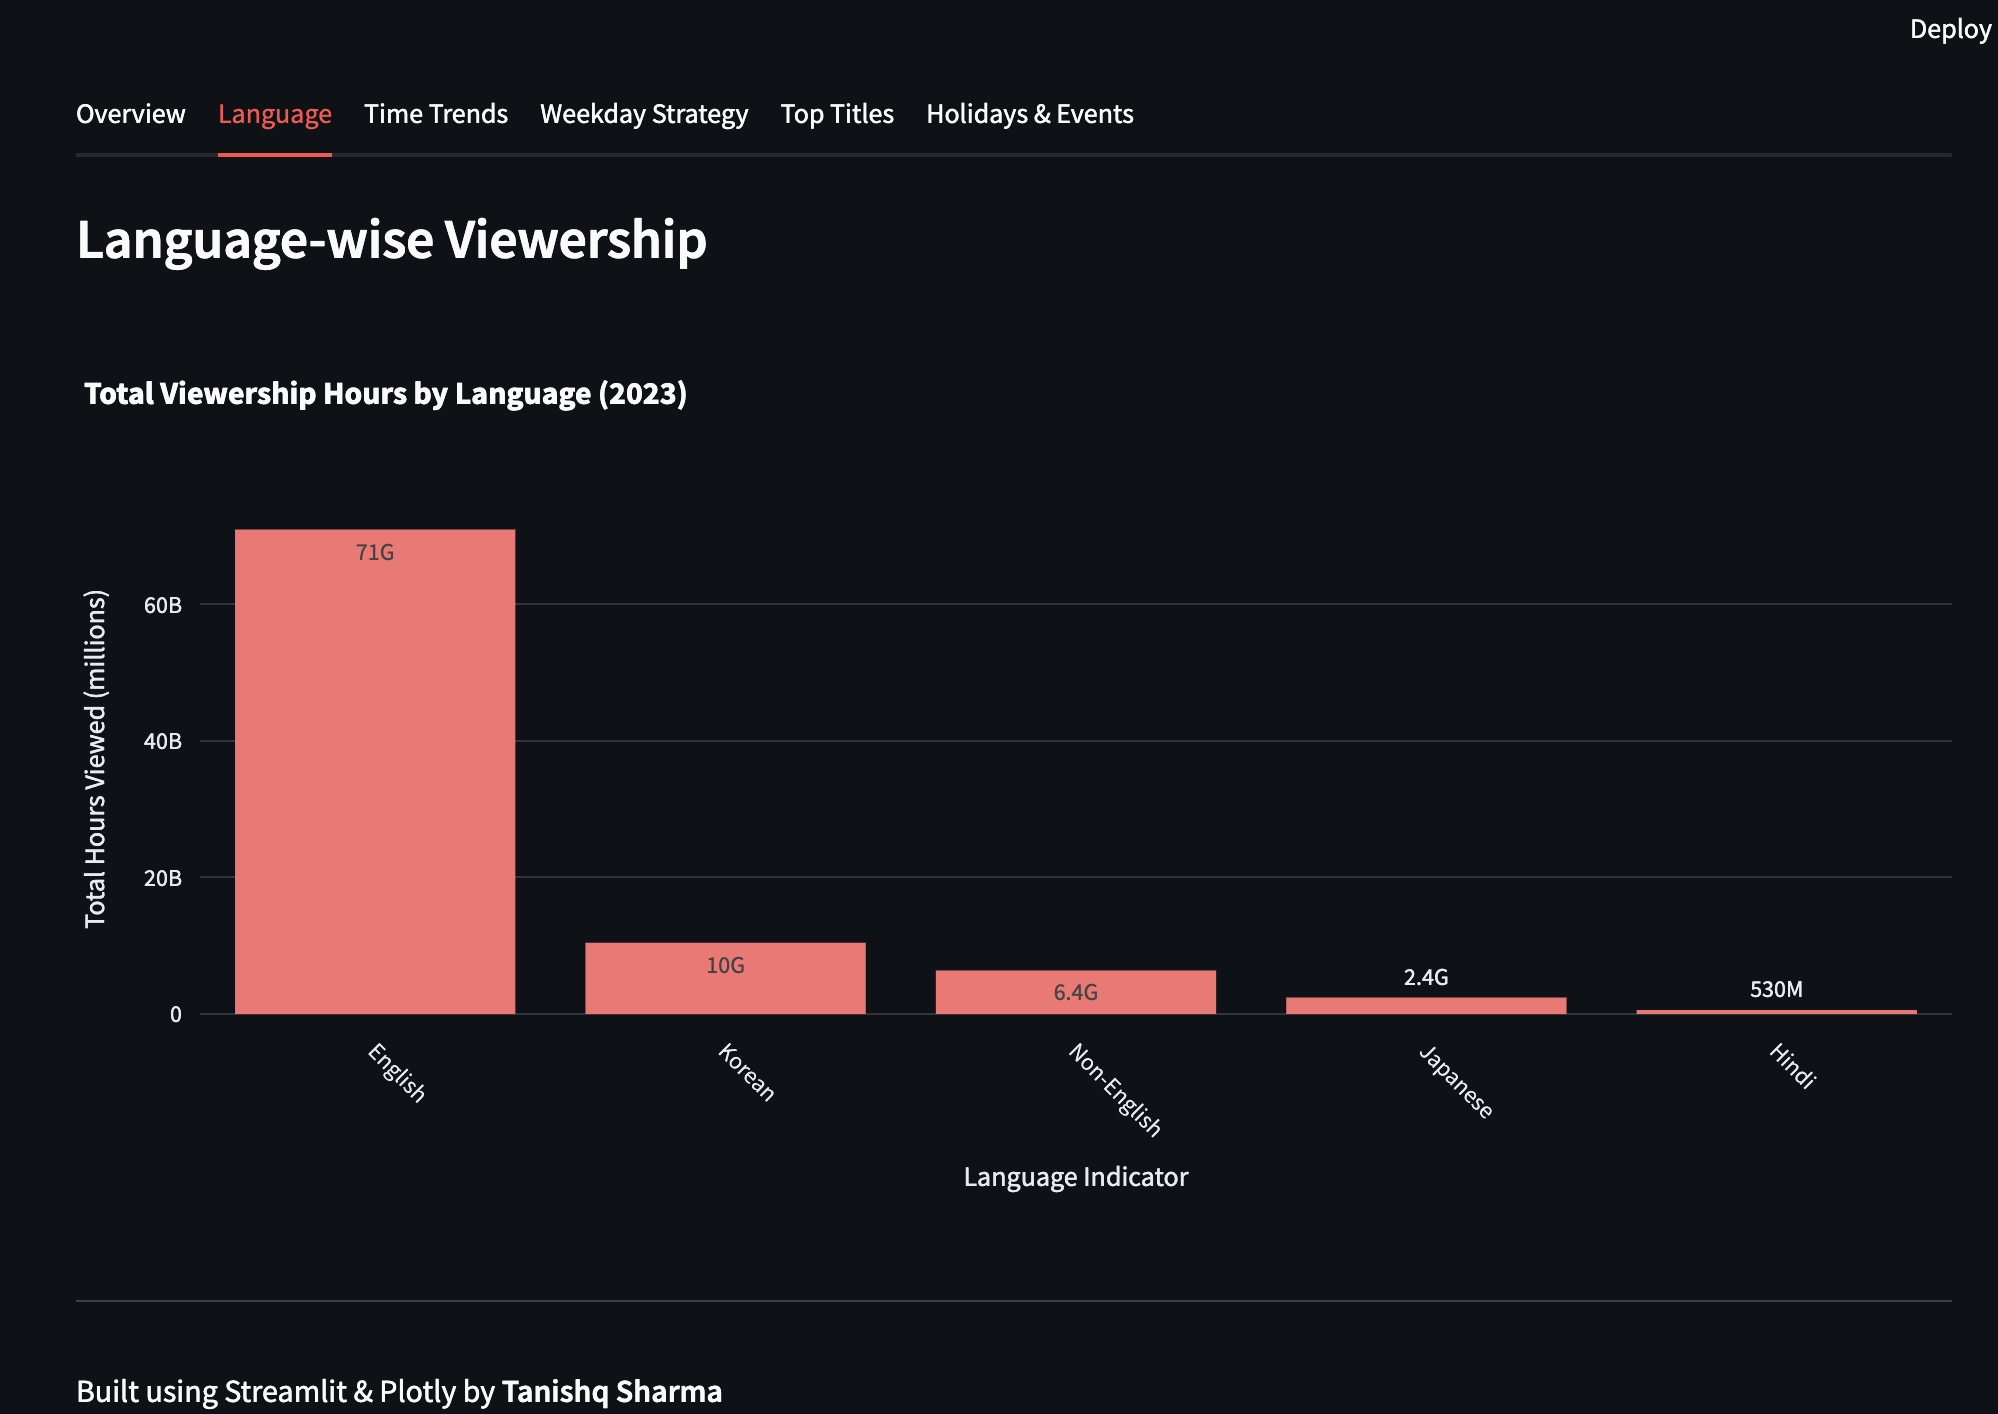 Deploy
Overview Language Time Trends Weekday Strategy Top Titles Holidays & Events
Language-wise Viewership
Total Viewership Hours by Language (2023)
Total Hours Viewed (millions)
60B
40B
20B
0
71G
10G
6.4G
2.4G
530M
English
Korean
Non-English
Japanese
Hindi
Language Indicator
Built using Streamlit & Plotly by Tanishq Sharma